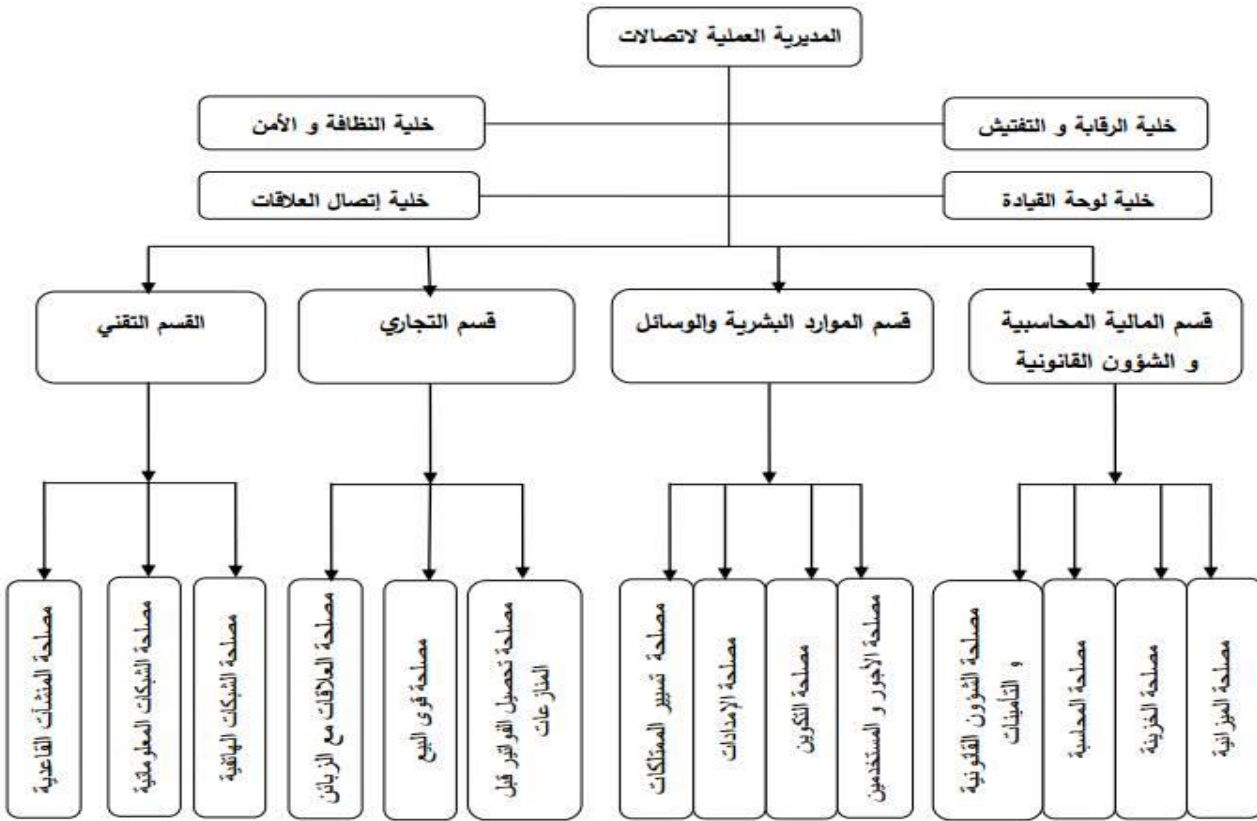 المديرية العملية لاتصالات
خلية الرقابة و التفتيش
خلية النظافة و الأمن
خلية لوحة القيادة
خلية إتصال العلاقات
قسم المالية المحاسبية
و الشؤون القانونية
قسم الموارد البشرية والوسائل
قسم التجاري
القسم التقني
مصلحة الميزانية
مصلحة الخزينة
مصلحة المحاسبة
مصلحة الشؤون القانونية
و التأمينات
مصلحة الأجور و المستخدمين
مصلحة التكوين
مصلحة الإمدادات
مصلحة تسيير الممتلكات
مصلحة تحصيل الفواتير قبل
المنازعات
مصلحة قوى البيع
مصلحة العلاقات مع الزبائن
مصلحة الشبكات الهاتفية
مصلحة الشبكات المعلوماتية
مصلحة المنشآت القاعدية